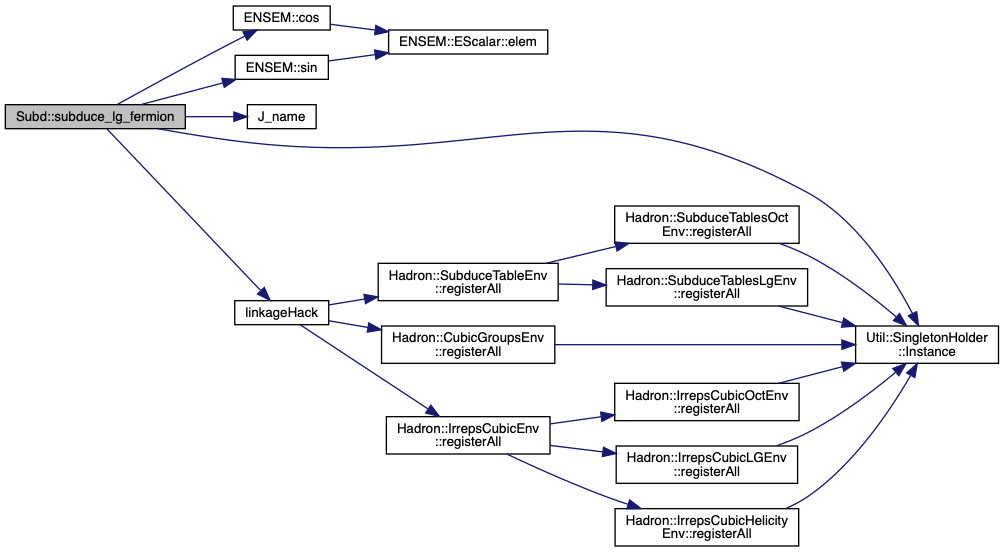 ENSEM::cos
ENSEM::EScalar::elem
ENSEM::sin
Subd::subduce_lg_fermion
J_name
Hadron::SubduceTablesOct
Env::registerAll
Hadron::SubduceTableEnv
::registerAll
Hadron::SubduceTablesLgEnv
::registerAll
linkageHack
Hadron::CubicGroupsEnv
::registerAll
Util::SingletonHolder
::Instance
Hadron::IrrepsCubicOctEnv
::registerAll
Hadron::IrrepsCubicEnv
::registerAll
Hadron::IrrepsCubicLGEnv
::registerAll
Hadron::IrrepsCubicHelicity
Env::registerAll